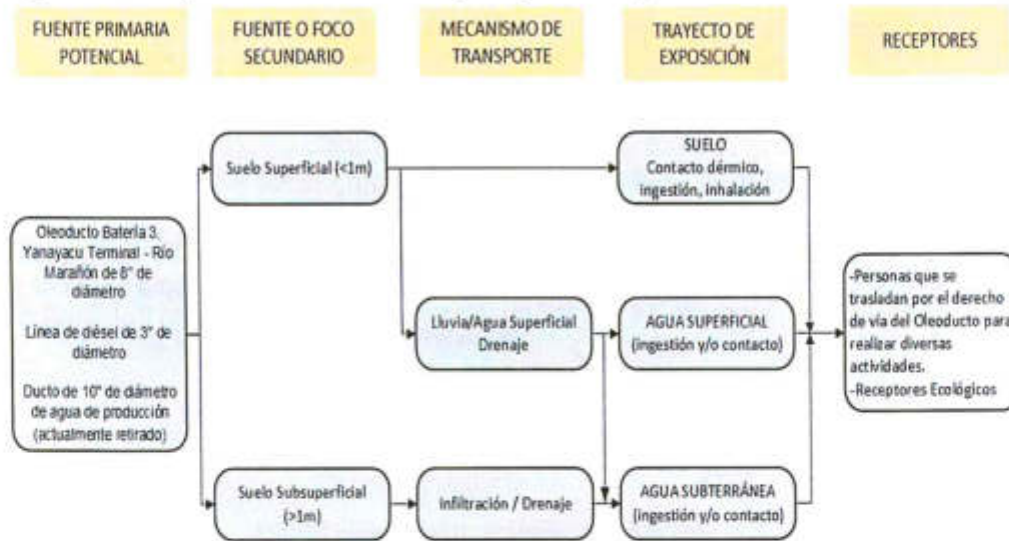 FUENTE PRIMARIA
POTENCIAL
FUENTE O FOCO
SECUNDARIO
MECANISMO DE
TRANSPORTE
TRAYECTO DE
EXPOSICIÓN
RECEPTORES
Oleoducto Batería 3,
Yanayacu Terminal - Río
Marañón de 8" de
diámetro
Línea de diésel de 3" de
diámetro
Ducto de 10" de diámetro
de agua de producción
(actualmente retirado)
Suelo Superficial (<1m)
Suelo Subsuperficial
(>1m)
Lluvia/Agua Superficial
Drenaje
Infiltración / Drenaje
SUELO
Contacto dérmico,
ingestión, inhalación
AGUA SUPERFICIAL
(ingestión y/o contacto)
AGUA SUBTERRÁNEA
(ingestión y/o contacto)
-Personas que se
trasladan por el derecho
de vía del Oleoducto para
realizar diversas
actividades.
-Receptores Ecológicos